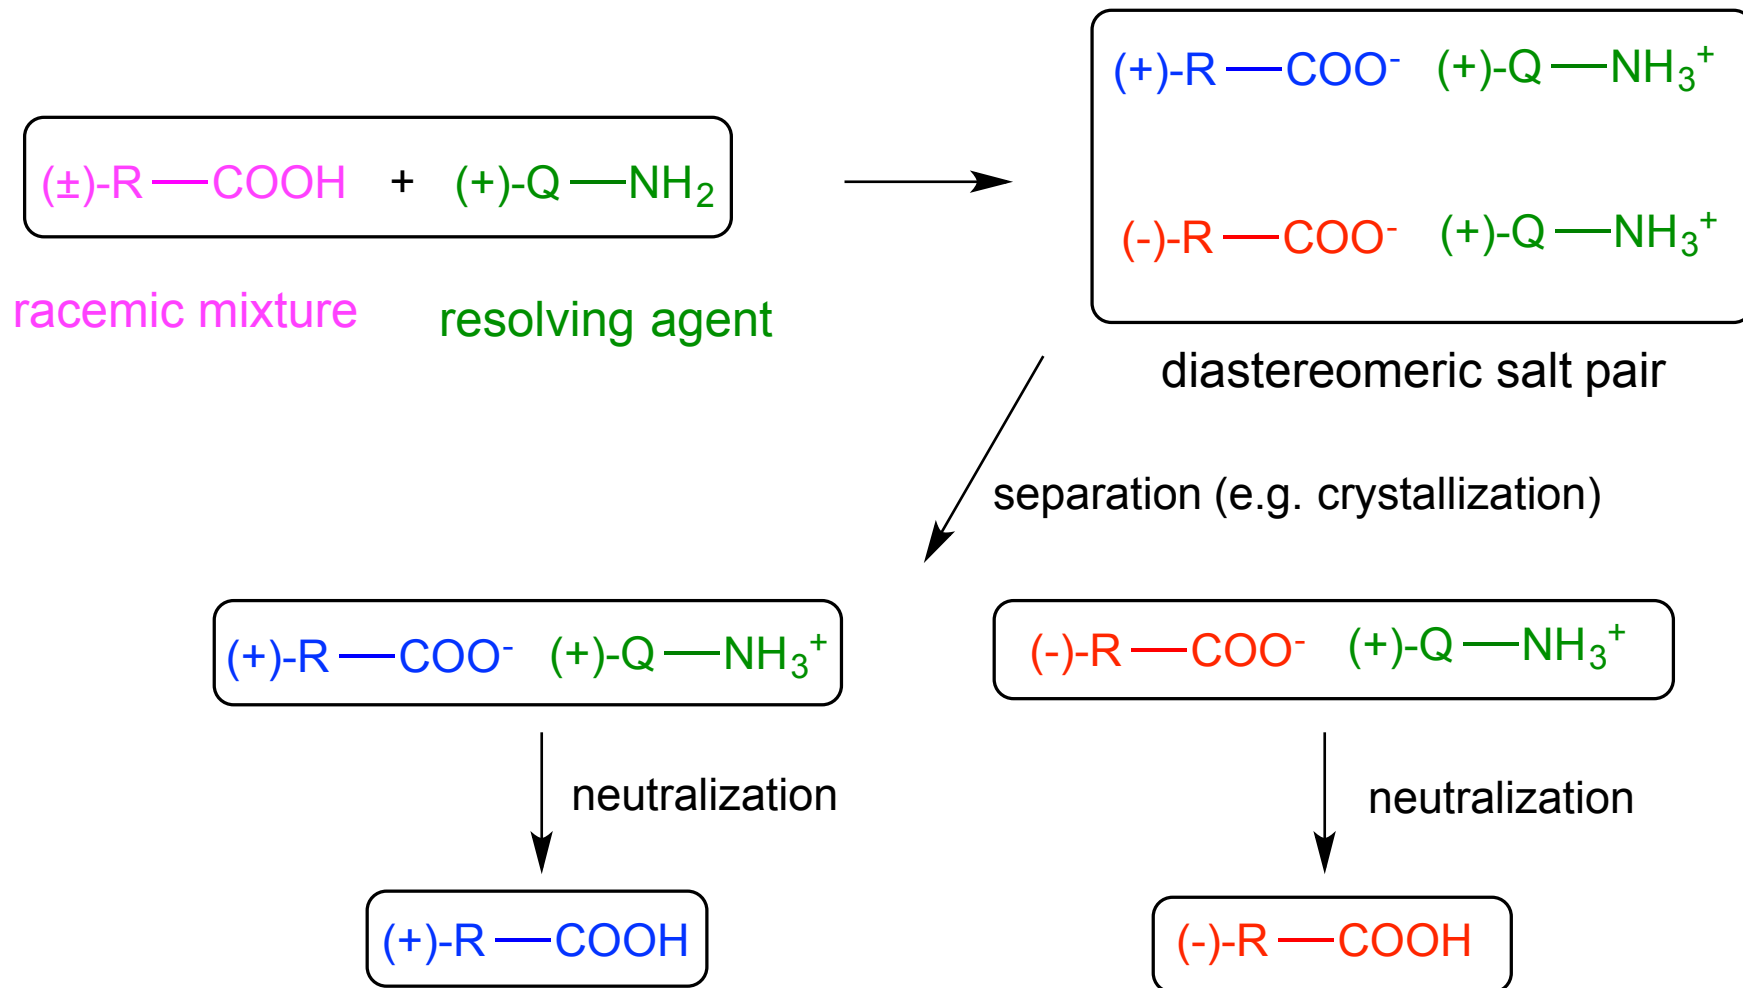 (±)-R—COOH + (+)-Q—NH₂
racemic mixture
resolving agent
(+)-R—COO⁻ (+)-Q—NH₃⁺
(-)-R—COO⁻ (+)-Q—NH₃⁺
diastereomeric salt pair
separation (e.g. crystallization)
(+)-R—COO⁻ (+)-Q—NH₃⁺
(-)-R—COO⁻ (+)-Q—NH₃⁺
neutralization
neutralization
(+)-R—COOH
(-)-R—COOH